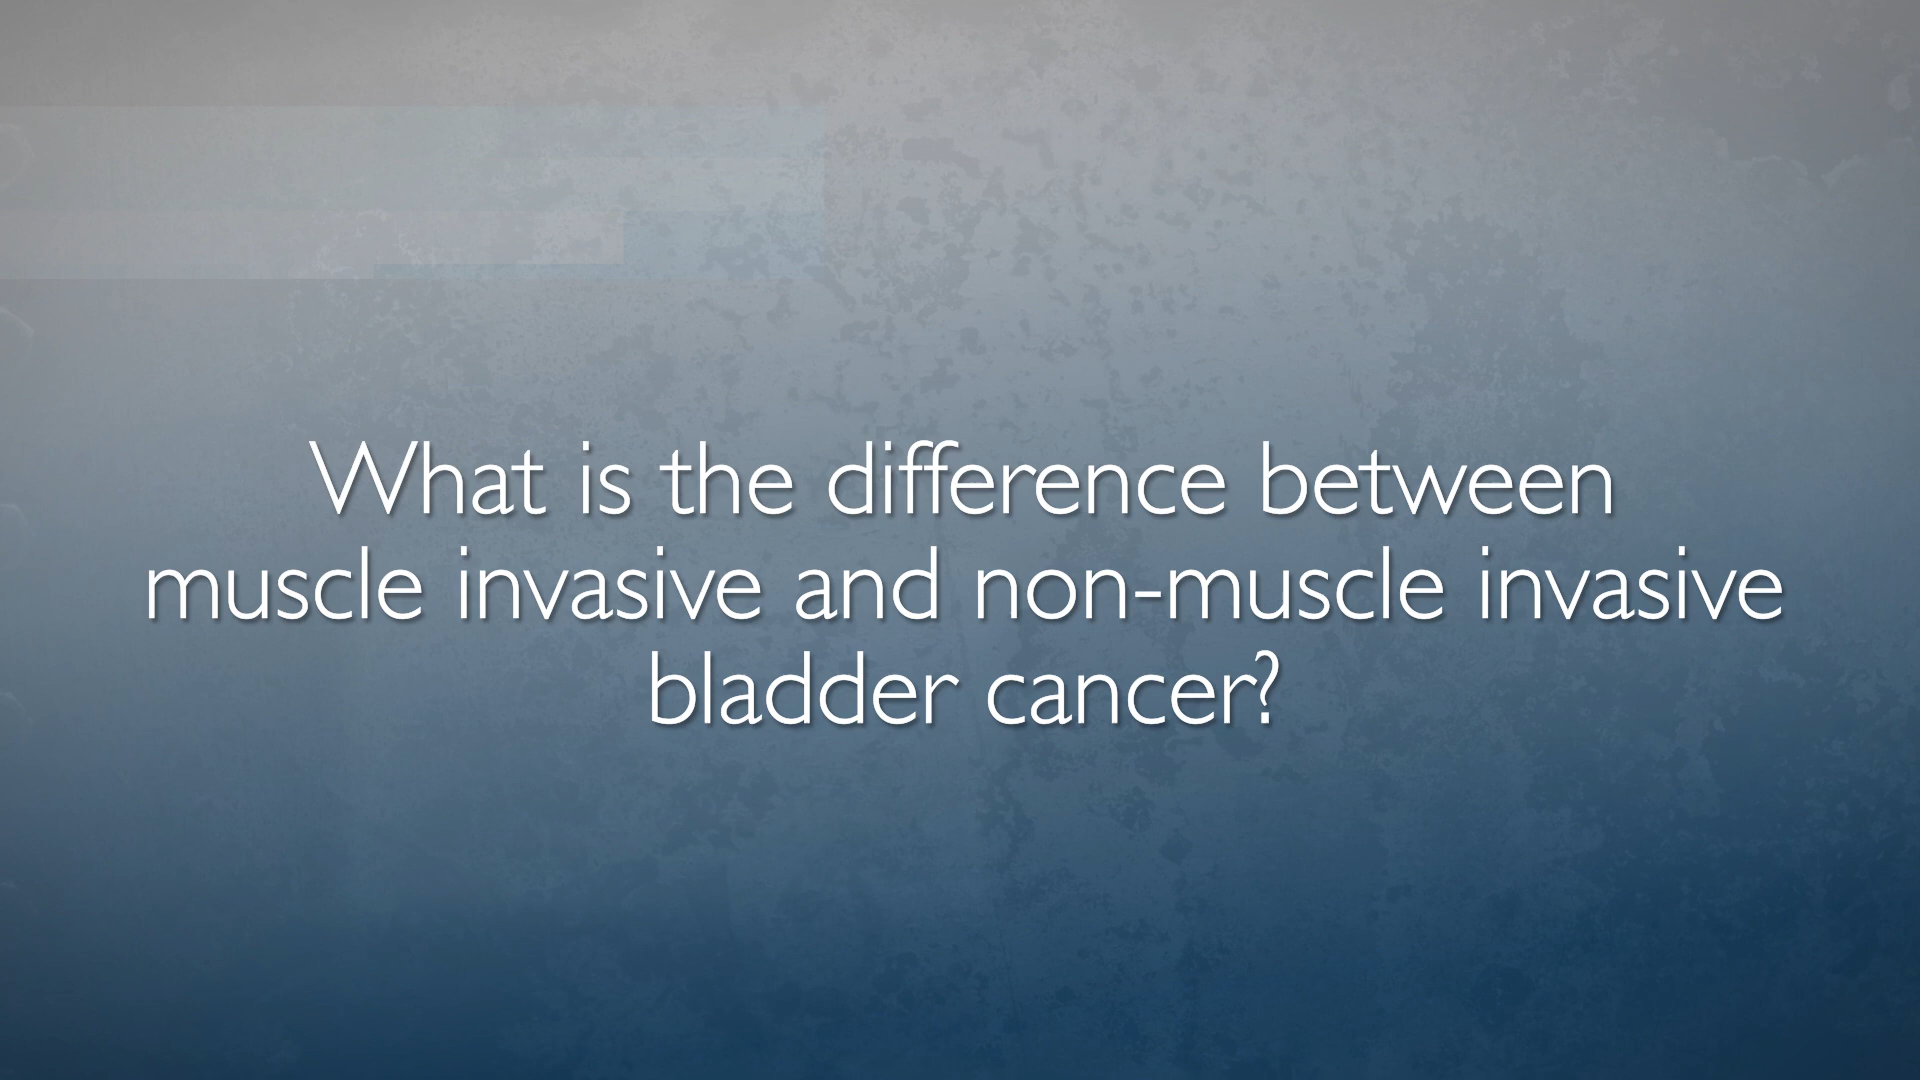 What is the difference between
muscle invasive and non-muscle invasive
bladder cancer?